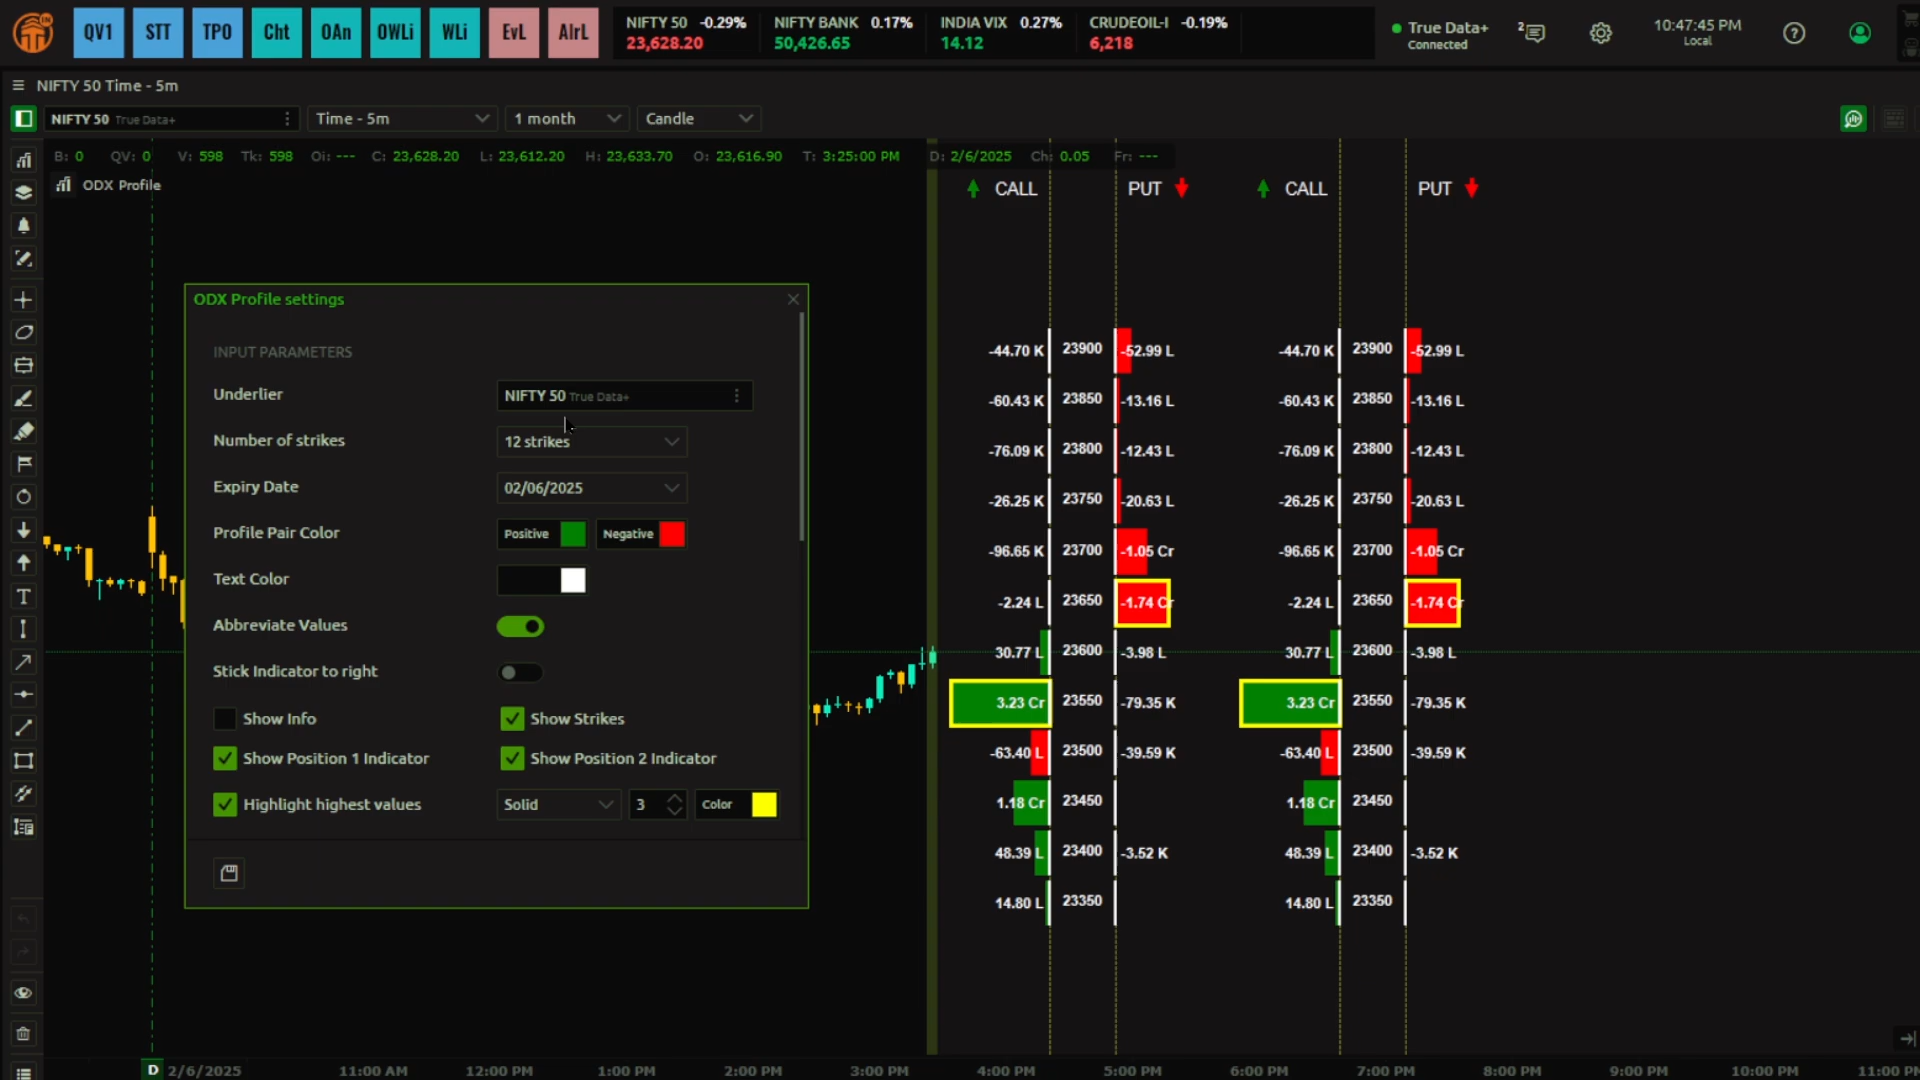 QV1 STT TPO Cht OAn OWLi WLi EvL AlrL
NIFTY 50 -0.29% NIFTY BANK 0.17% INDIA VIX 0.27% CRUDEOIL-I -0.19%
23,628.20 50,426.65 14.12 6,218
True Data+
Connected
2
10:47:45 PM
Local
NIFTY 50 Time - 5m
NIFTY 50 True Data+ Time - 5m 1 month Candle
B: 0 QV: 0 V: 598 Tk: 598 Oi: --- C: 23,628.20 L: 23,612.20 H: 23,633.70 O: 23,616.90 T: 3:25:00 PM D: 2/6/2025 Ch: 0.05 Fr: ---
ODX Profile
CALL PUT CALL PUT
ODX Profile settings
INPUT PARAMETERS
Underlier NIFTY 50 True Data+
Number of strikes 12 strikes
Expiry Date 02/06/2025
Profile Pair Color Positive Negative
Text Color
Abbreviate Values
Stick Indicator to right
Show Info Show Strikes
Show Position 1 Indicator Show Position 2 Indicator
Highlight highest values Solid 3 Color
-44.70 K 23900 -52.99 L -44.70 K 23900 -52.99 L
-60.43 K 23850 -13.16 L -60.43 K 23850 -13.16 L
-76.09 K 23800 -12.43 L -76.09 K 23800 -12.43 L
-26.25 K 23750 -20.63 L -26.25 K 23750 -20.63 L
-96.65 K 23700 -1.05 Cr -96.65 K 23700 -1.05 Cr
-2.24 L 23650 -1.74 Cr -2.24 L 23650 -1.74 Cr
30.77 L 23600 -3.98 L 30.77 L 23600 -3.98 L
3.23 Cr 23550 -79.35 K 3.23 Cr 23550 -79.35 K
-63.40 L 23500 -39.59 K -63.40 L 23500 -39.59 K
1.18 Cr 23450 1.18 Cr 23450
48.39 L 23400 -3.52 K 48.39 L 23400 -3.52 K
14.80 L 23350 14.80 L 23350
D 2/6/2025 11:00 AM 12:00 PM 1:00 PM 2:00 PM 3:00 PM 4:00 PM 5:00 PM 6:00 PM 7:00 PM 8:00 PM 9:00 PM 10:00 PM 11:00 PM